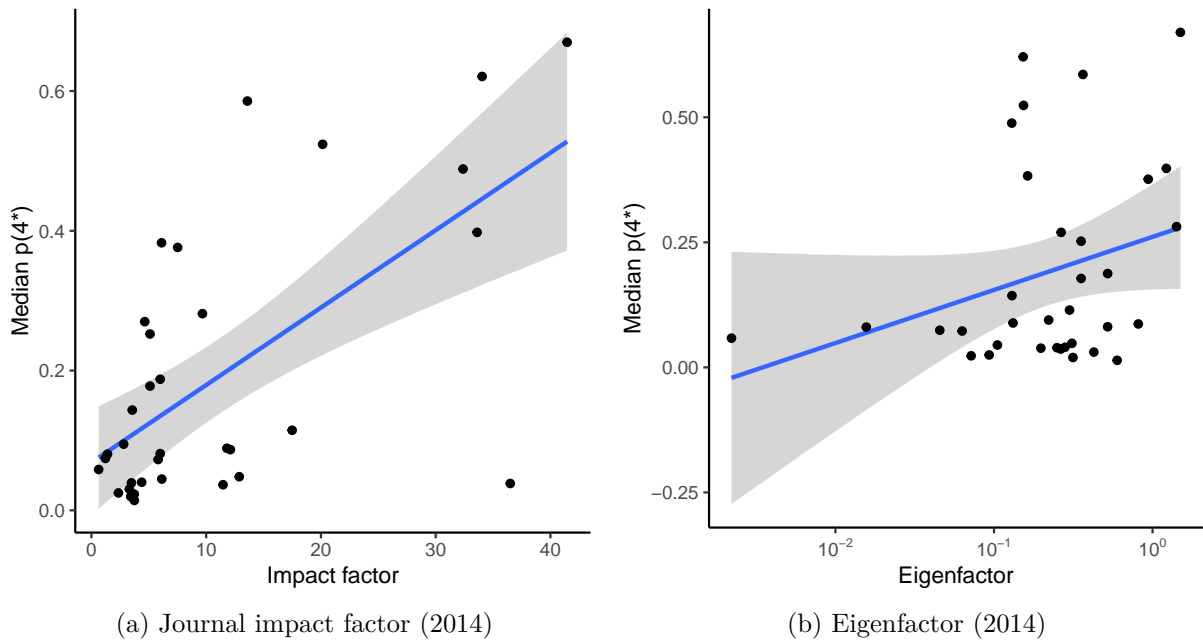 0.6
0.4
0.2
0.0
Median p(4*)
0
10
20
30
40
Impact factor
(a) Journal impact factor (2014)
0.50
0.25
0.00
−0.25
Median p(4*)
10⁻²
10⁻¹
10⁰
Eigenfactor
(b) Eigenfactor (2014)